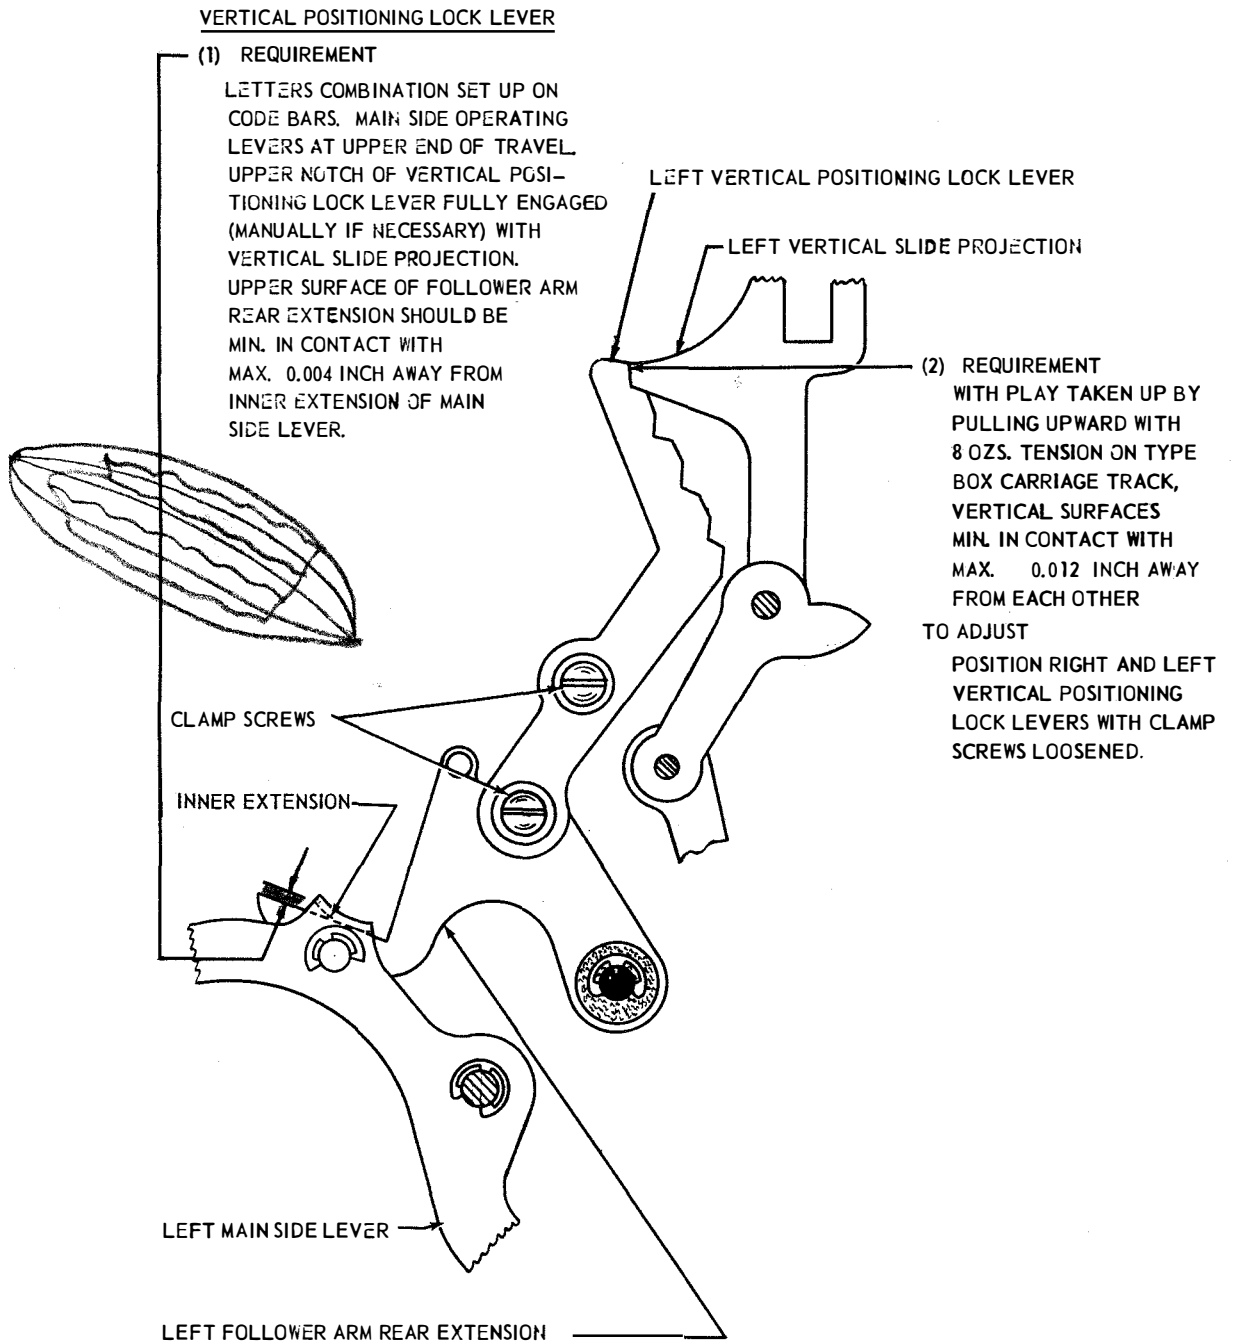 VERTICAL POSITIONING LOCK LEVER
(1) REQUIREMENT
LETTERS COMBINATION SET UP ON
CODE BARS. MAIN SIDE OPERATING
LEVERS AT UPPER END OF TRAVEL.
UPPER NOTCH OF VERTICAL POSI-
TIONING LOCK LEVER FULLY ENGAGED
(MANUALLY IF NECESSARY) WITH
VERTICAL SLIDE PROJECTION.
UPPER SURFACE OF FOLLOWER ARM
REAR EXTENSION SHOULD BE
MIN. IN CONTACT WITH
MAX. 0.004 INCH AWAY FROM
INNER EXTENSION OF MAIN
SIDE LEVER.
LEFT VERTICAL POSITIONING LOCK LEVER
LEFT VERTICAL SLIDE PROJECTION
(2) REQUIREMENT
WITH PLAY TAKEN UP BY
PULLING UPWARD WITH
8 OZS. TENSION ON TYPE
BOX CARRIAGE TRACK,
VERTICAL SURFACES
MIN. IN CONTACT WITH
MAX. 0.012 INCH AWAY
FROM EACH OTHER
TO ADJUST
POSITION RIGHT AND LEFT
VERTICAL POSITIONING
LOCK LEVERS WITH CLAMP
SCREWS LOOSENED.
CLAMP SCREWS
INNER EXTENSION
LEFT MAIN SIDE LEVER
LEFT FOLLOWER ARM REAR EXTENSION